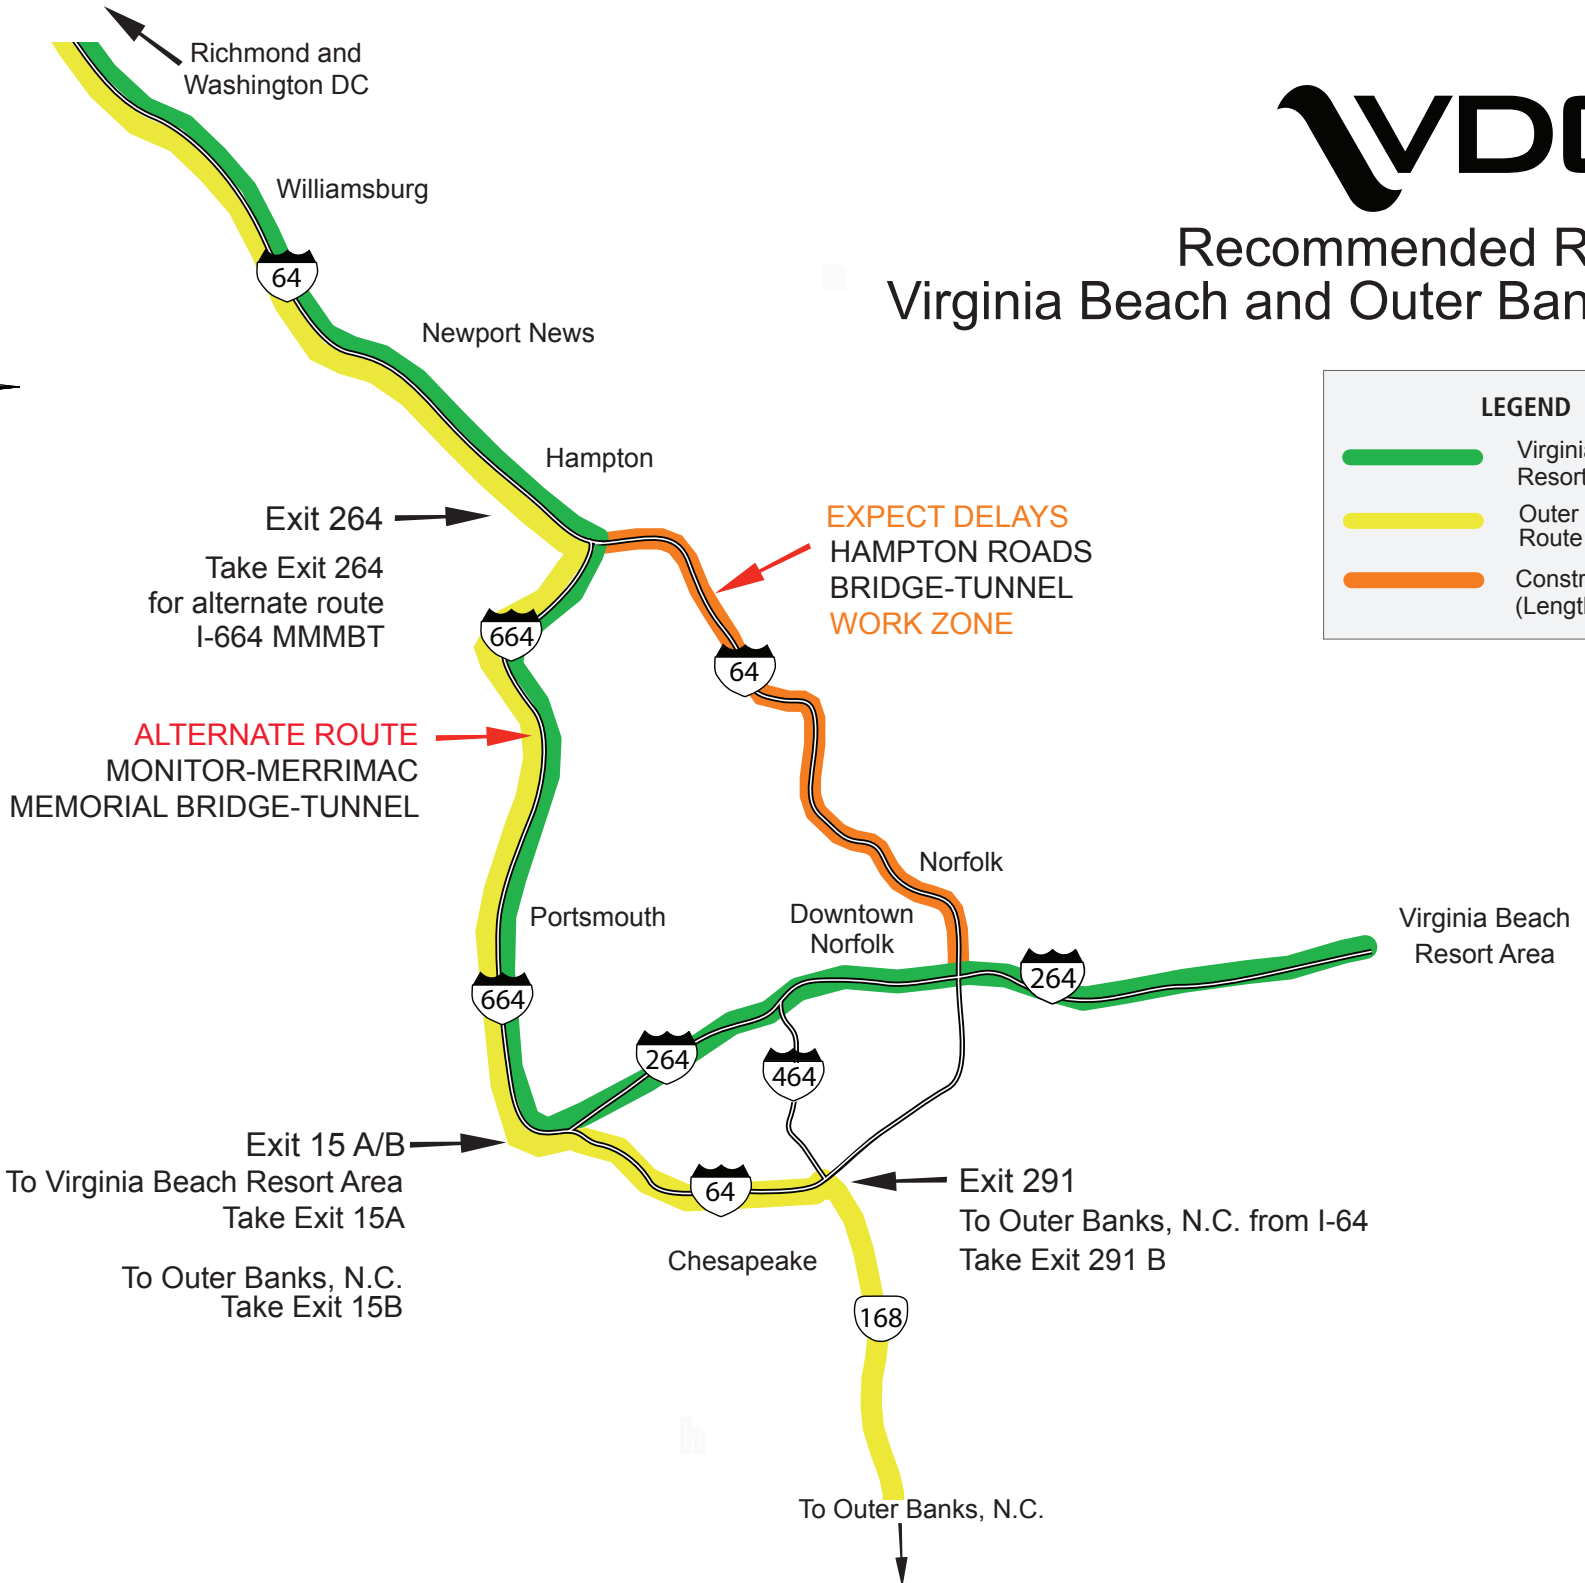 Richmond and
Washington DC
Williamsburg
64
Newport News
Hampton
Exit 264
Take Exit 264
for alternate route
I-664 MMMBT
664
EXPECT DELAYS
HAMPTON ROADS
BRIDGE-TUNNEL
WORK ZONE
64
ALTERNATE ROUTE
MONITOR-MERRIMAC
MEMORIAL BRIDGE-TUNNEL
Norfolk
Portsmouth
Downtown
Norfolk
Virginia Beach
Resort Area
264
664
264
464
Exit 15 A/B
To Virginia Beach Resort Area
Take Exit 15A
To Outer Banks, N.C.
Take Exit 15B
64
Exit 291
To Outer Banks, N.C. from I-64
Take Exit 291 B
Chesapeake
168
To Outer Banks, N.C.
Recommended
Virginia Beach and Outer
LEGEND
Resort
Outer
Route